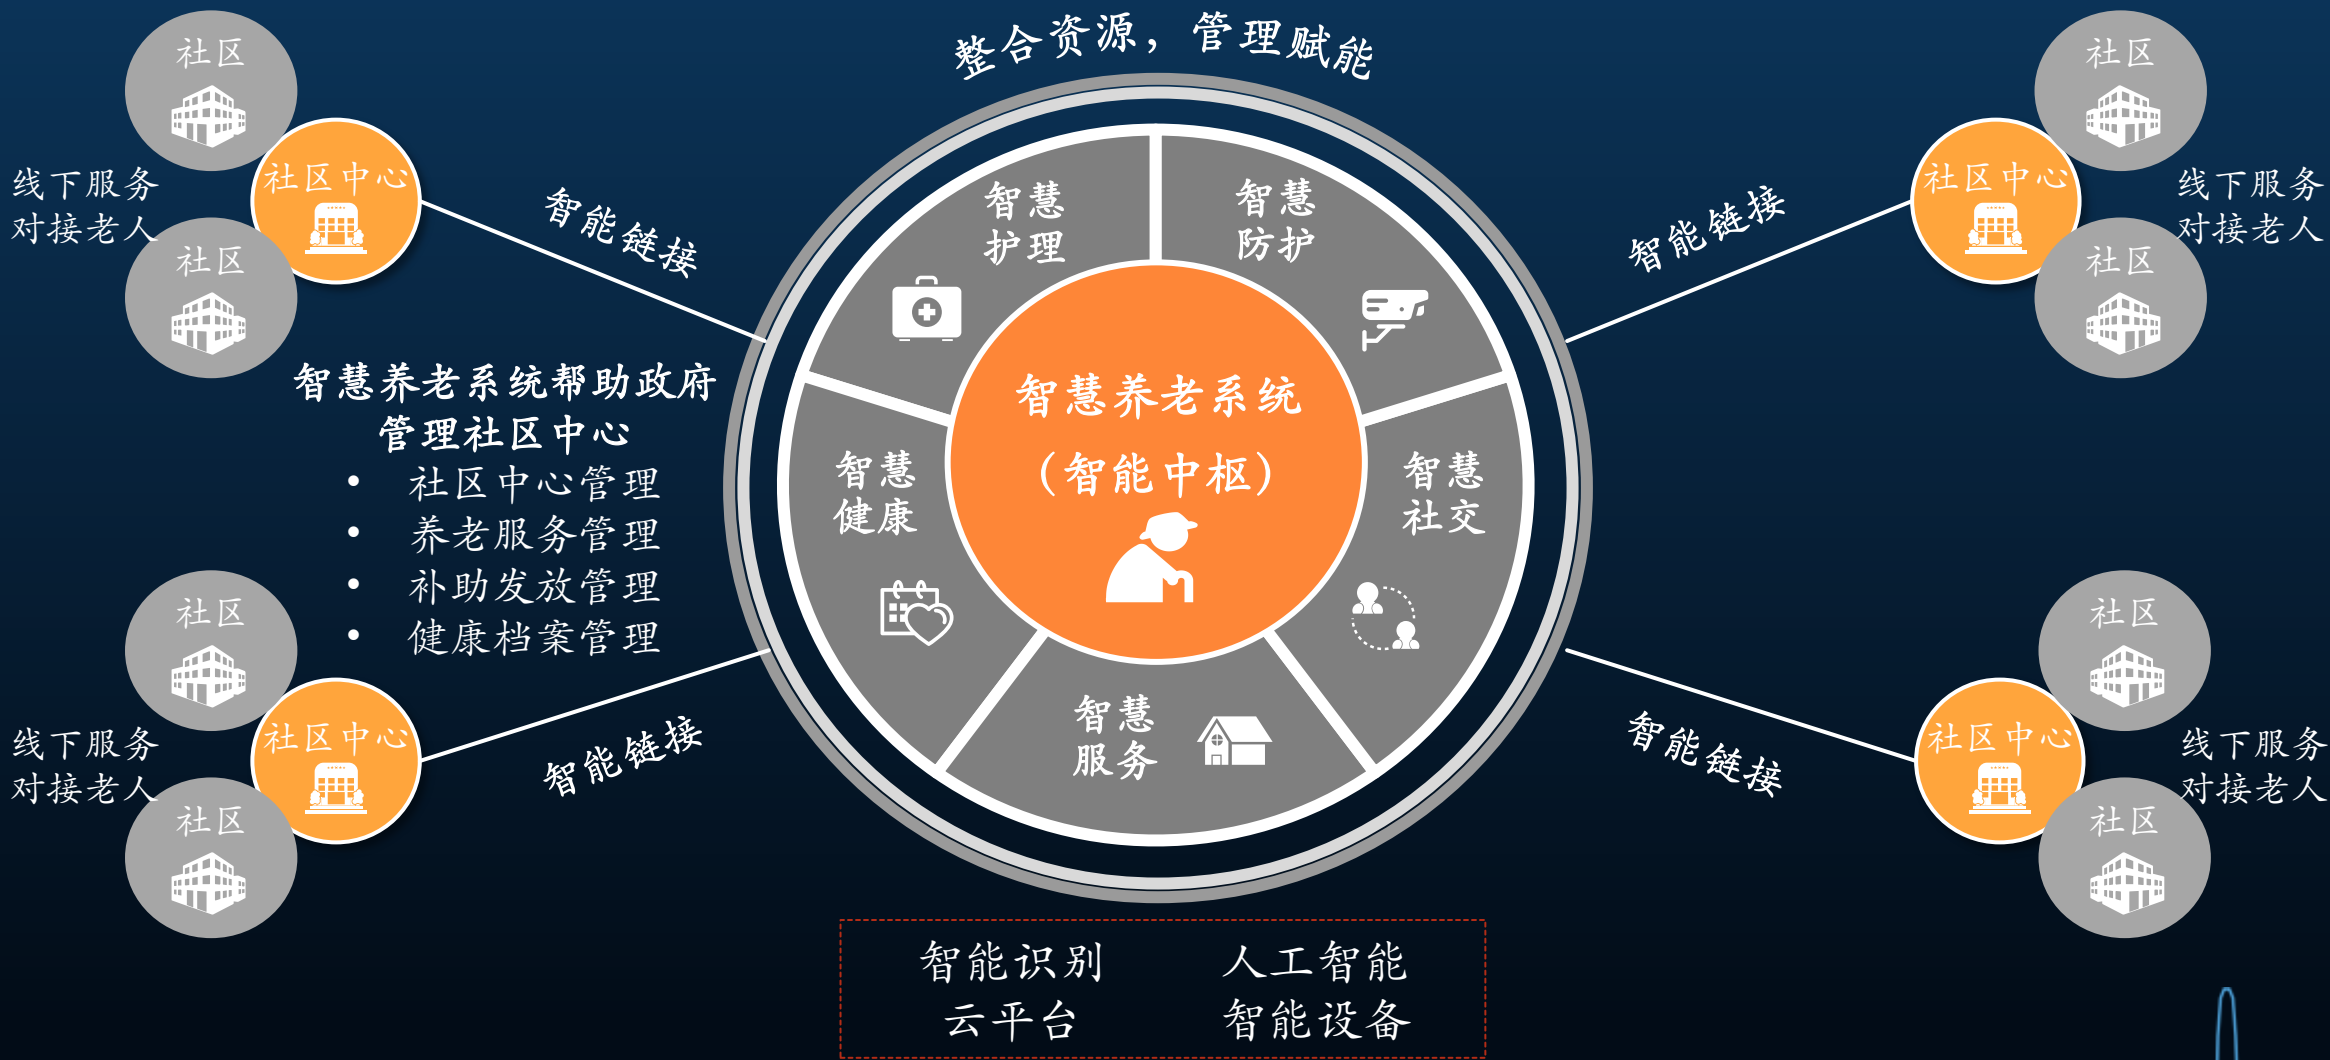 整合资源，管理赋能
社区
社区中心
线下服务
对接老人
社区
智能链接
社区
社区中心
线下服务
对接老人
社区
智能链接
智慧
护理
智慧
防护
智慧养老系统
（智能中枢）
智慧
健康
智慧
社交
智慧
服务
智慧养老系统帮助政府
管理社区中心
• 社区中心管理
• 养老服务管理
• 补助发放管理
• 健康档案管理
社区
社区中心
线下服务
对接老人
社区
智能链接
社区
社区中心
线下服务
对接老人
社区
智能链接
智能识别 人工智能
云平台 智能设备